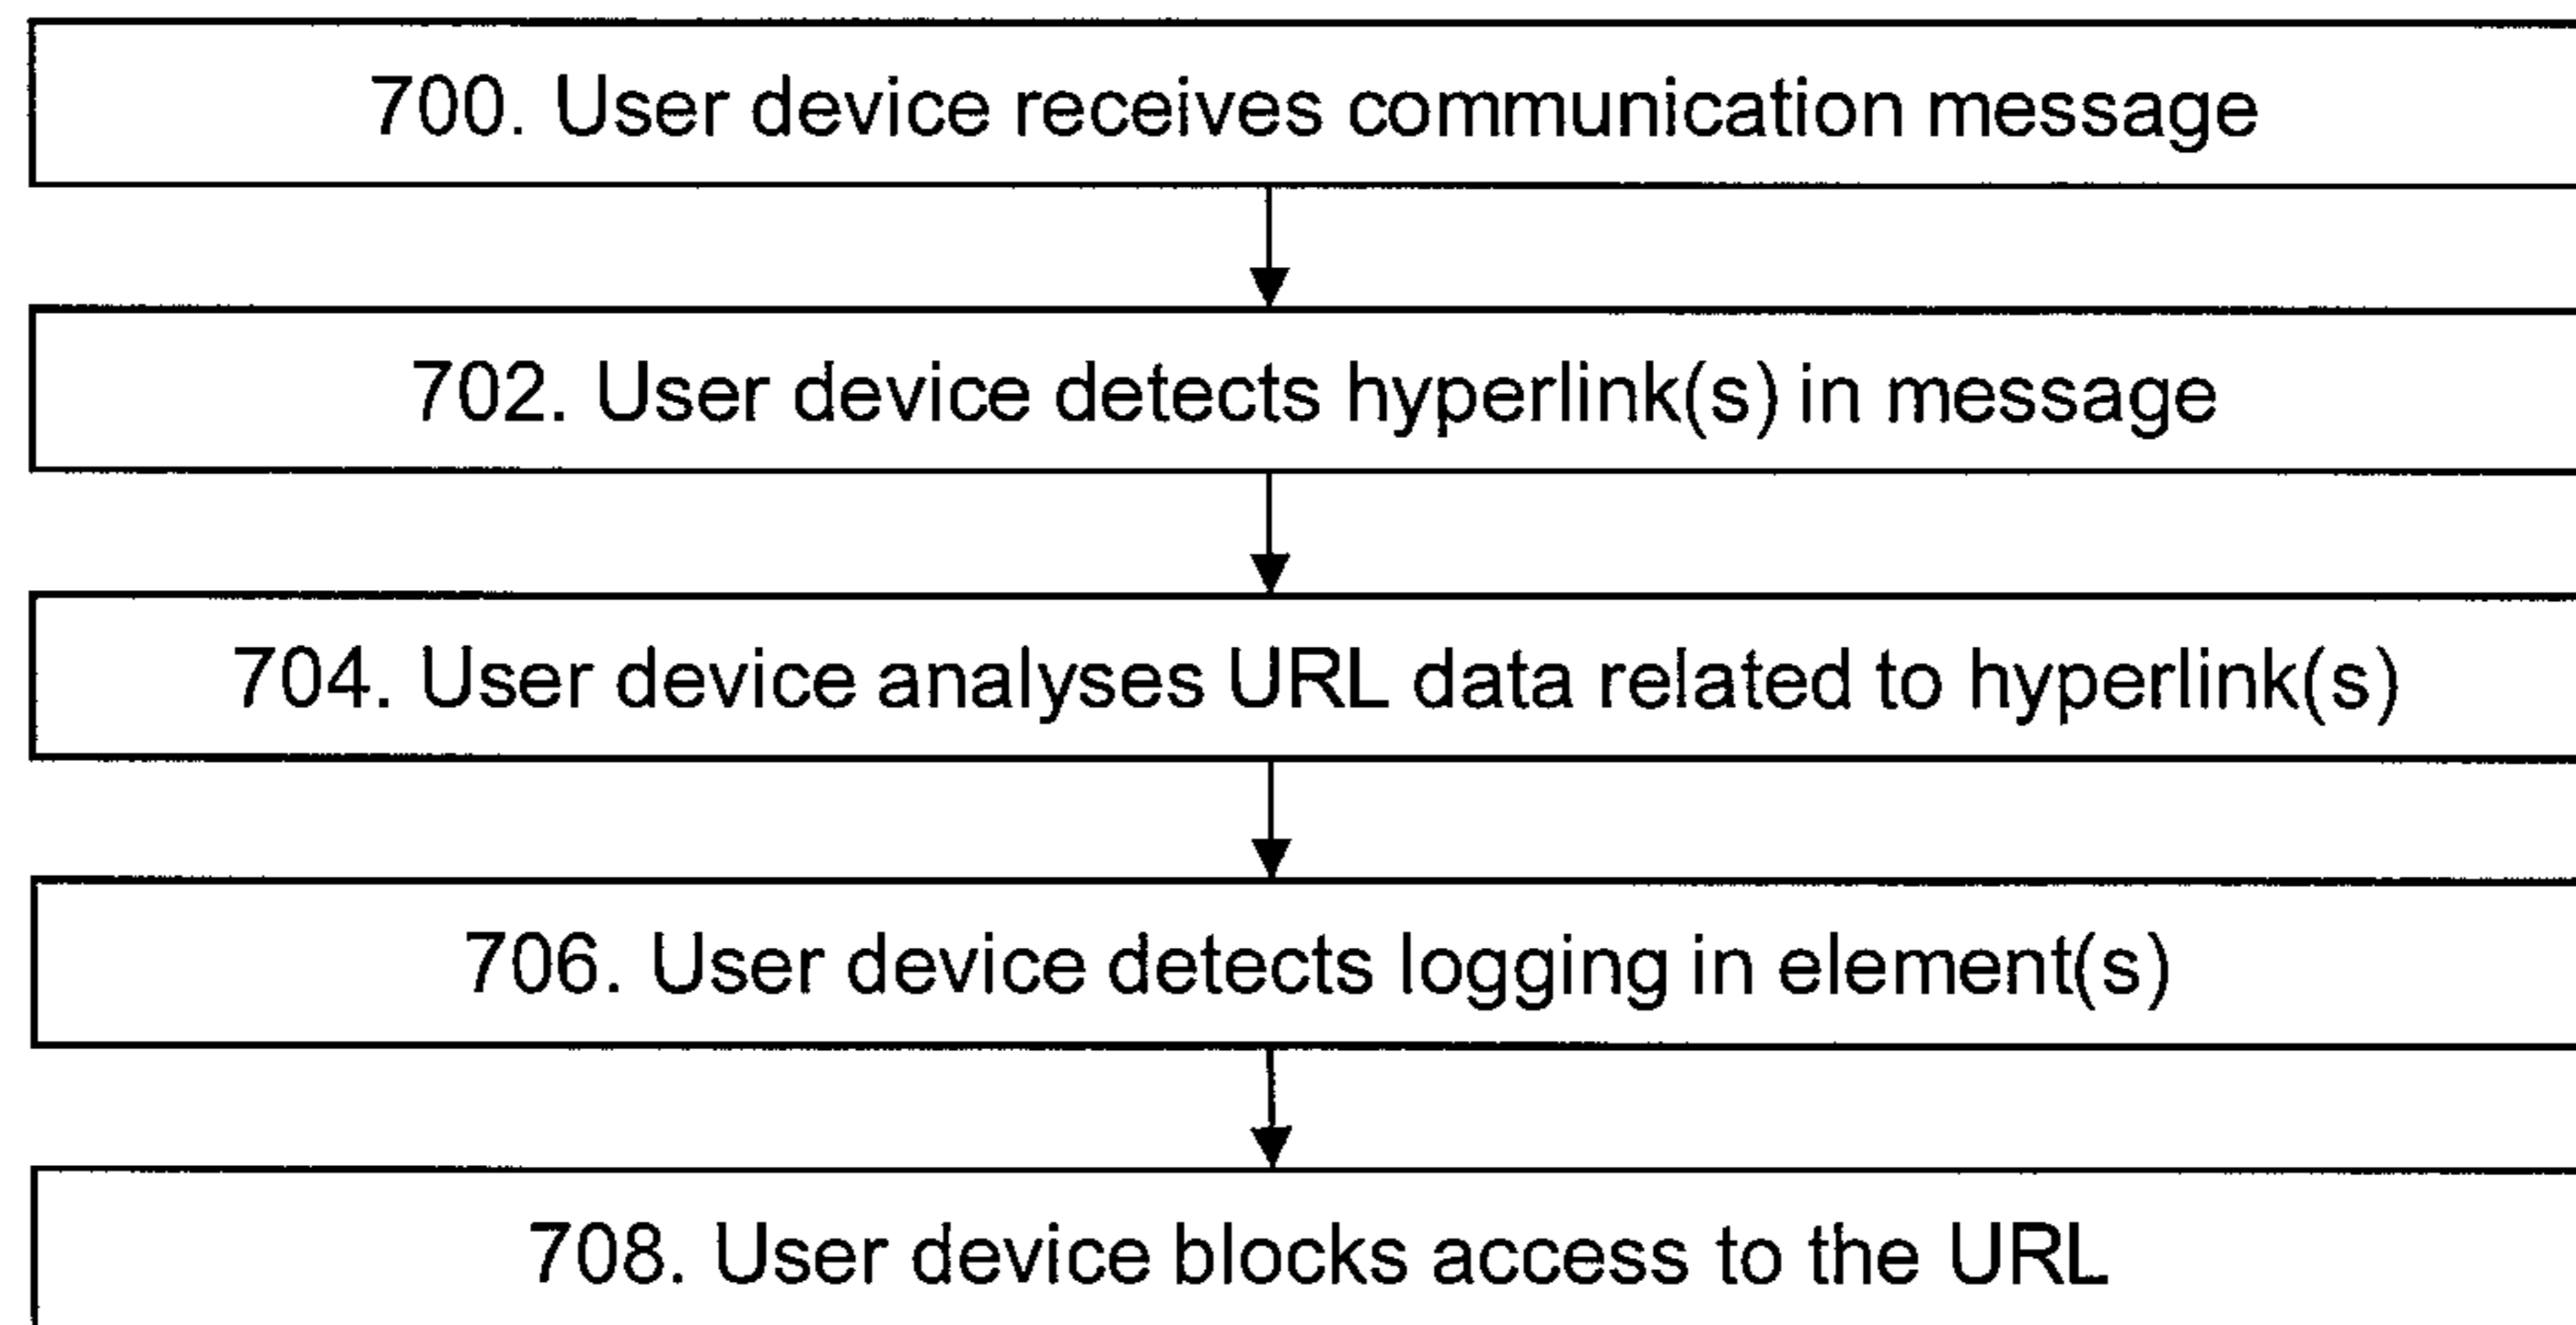 700. User device receives communication message
702. User device detects hyperlink(s) in message
704. User device analyses URL data related to hyperlink(s)
706. User device detects logging in element(s)
708. User device blocks access to the URL